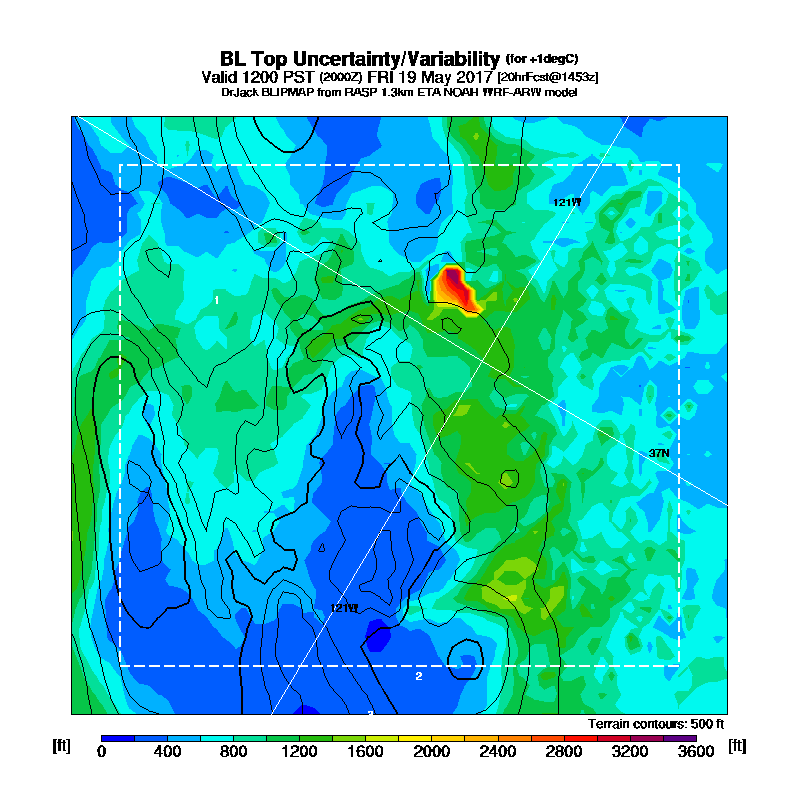 BL Top Uncertainty/Variability (for +1degC)
Valid 1200 PST (2000Z) FRI 19 May 2017 [20hrFcst@1453z]
DrJack BLIPMAP from RASP 1.3km ETA NOAH WRF-ARW model
121W
1
37N
121W
2
Terrain contours: 500 ft
[ft] 0 400 800 1200 1600 2000 2400 2800 3200 3600 [ft]